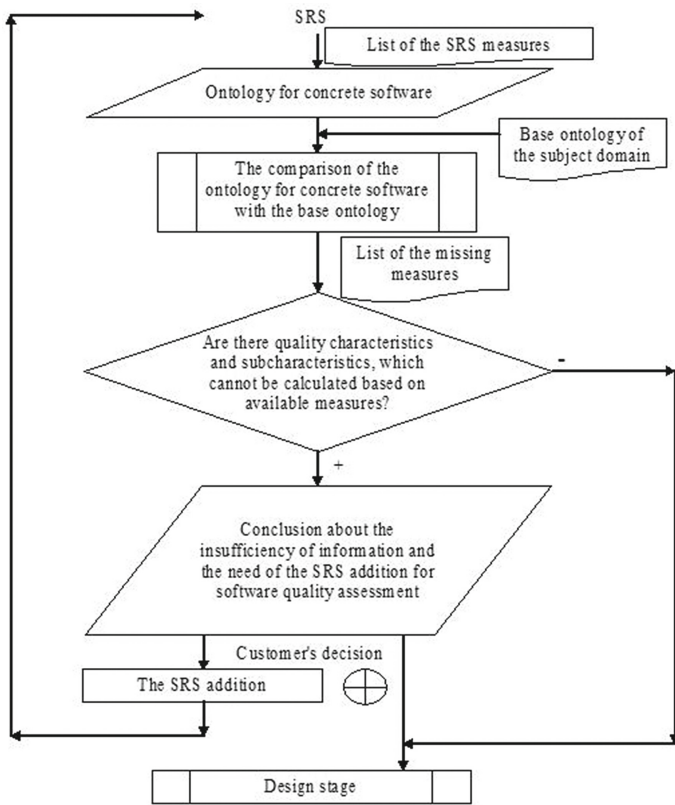 SRS
List of the SRS measures
Ontology for concrete software
Base ontology of
the subject domain
The comparison of the
ontology for concrete software
with the base ontology
List of the missing
measures
Are there quality characteristics
and subcharacteristics, which
cannot be calculated based on
available measures?
-
+
Conclusion about the
insufficiency of information and
the need of the SRS addition for
software quality assessment
Customer's decision
The SRS addition
Design stage